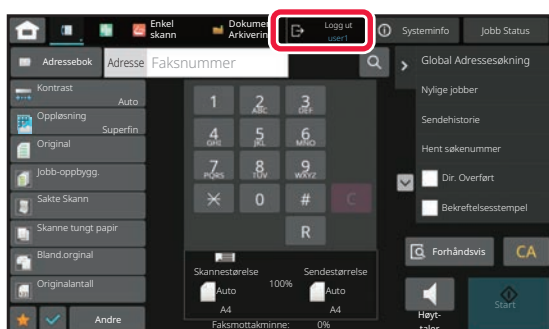 Enkel skann
Dokument Arkivering
Logg ut
user1
Systeminfo
Jobb Status
Adressebok
Adresse
Faksnummer
Global Adressesøkning
Kontrast
Auto
Oppløsning
Superfin
Original
Jobb-oppbygg.
Sakte Skann
Skanne tungt papir
Bland.orginal
Originalantall
Andre
1
2 ABC
3 DEF
4 GHI
5 JKL
6 MNO
7 PQRS
8 TUV
9 WXYZ
0
#
C
R
Skannestørelse
Sendestørrelse
Auto
100%
Auto
A4
A4
Faksmottakminne:
0%
Nylige jobber
Sendehistorie
Hent søkenummer
Dir. Overført
Bekreftelsesstempel
Forhåndsvis
CA
Høyt-
taler
Start